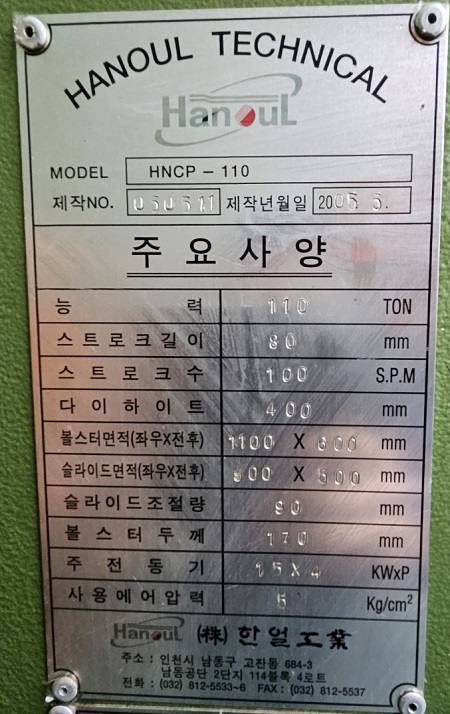 HANOUL TECHNICAL
HanouL
MODEL HNCP - 110
제작NO. 제작년월일 2005. 3.
주요사양
능 력 110 TON
스트로크길이 80 mm
스트로크수 100 S.P.M
다이하이트 400 mm
볼스터면적(좌우X전후) 1100 X 600 mm
슬라이드면적(좌우X전후) X 500 mm
슬라이드조절량 mm
볼스터두께 170 mm
주전동기 15X4 KWxP
사용에어압력 5 Kg/cm²
HanouL (株) 한얼工業
주소 : 인천시 남동구 고잔동 684-3
남동공단 2단지 114블록 4로트
전화 : (032) 812-5533~6 FAX : (032) 812-5537